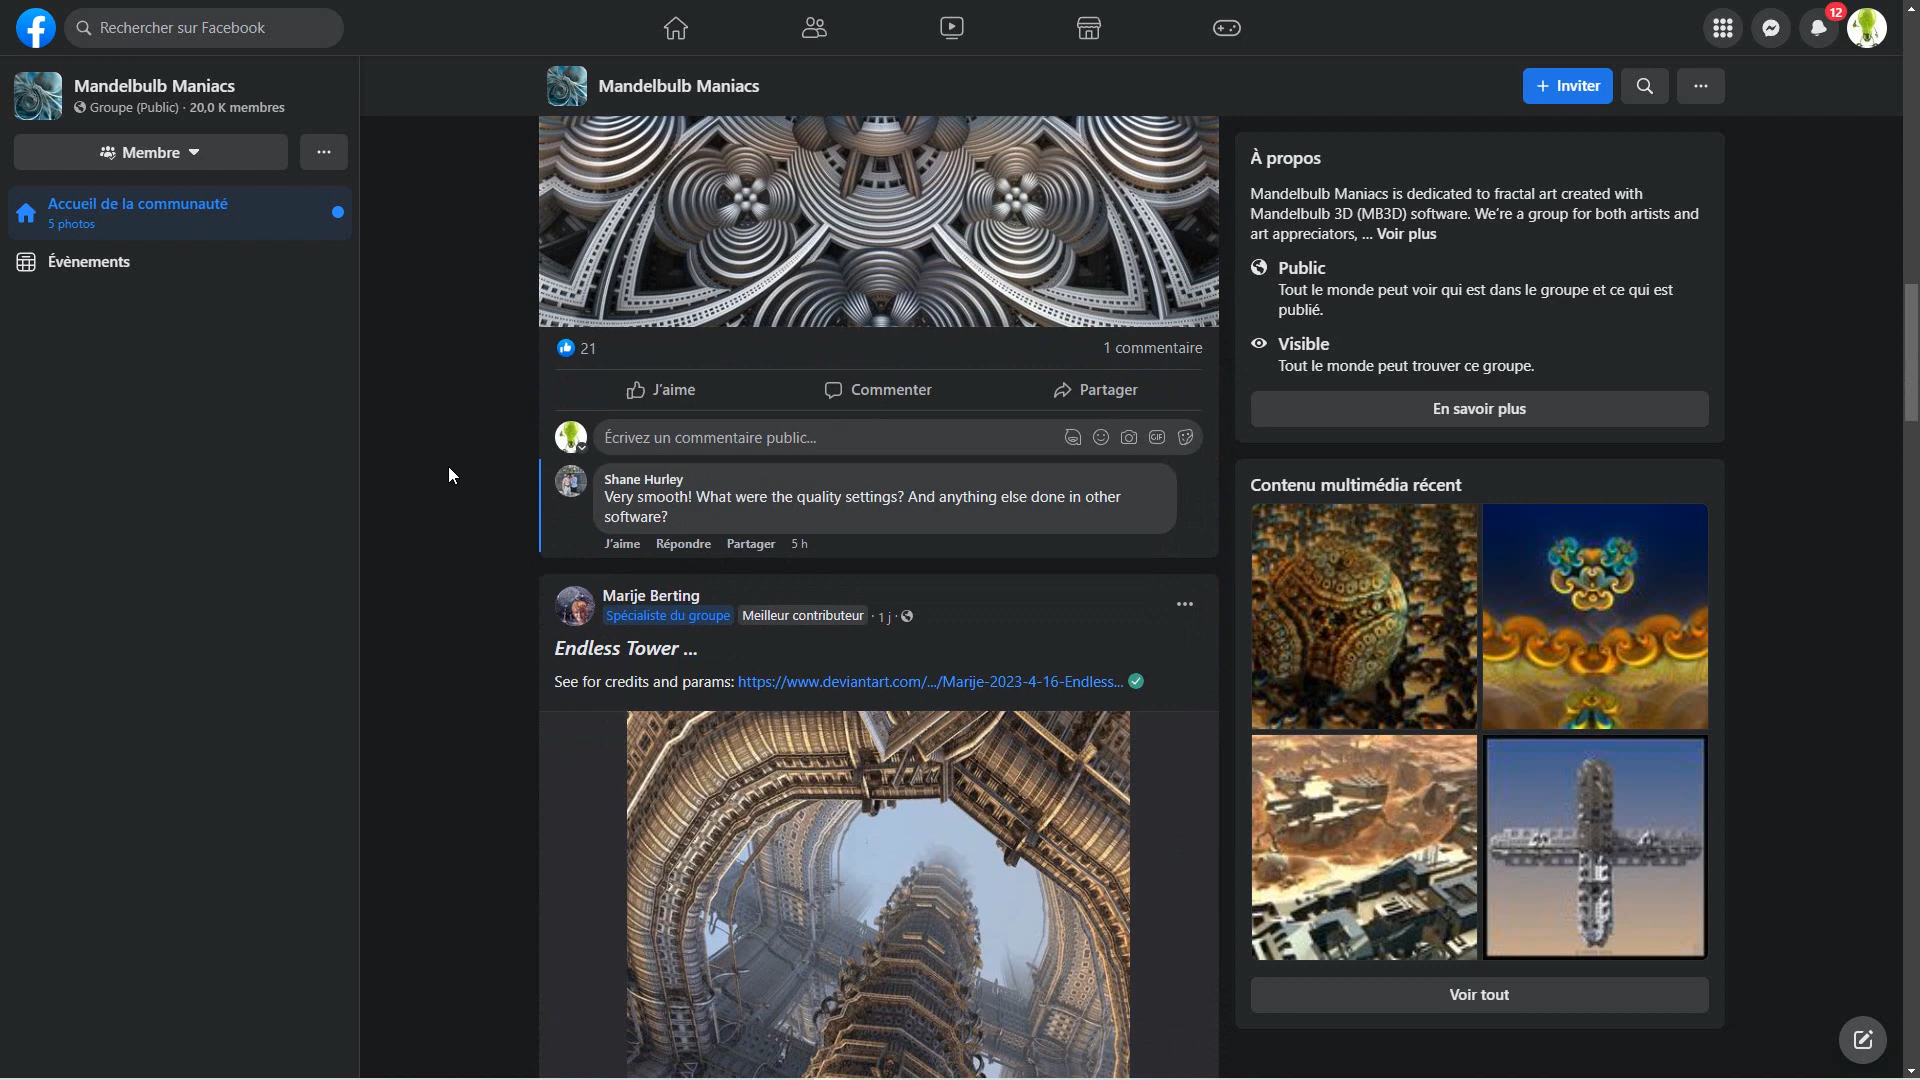 Rechercher sur Facebook
12
Mandelbulb Maniacs
Groupe (Public) · 20,0 K membres
Membre
Accueil de la communauté
5 photos
Évènements
Mandelbulb Maniacs
Inviter
21
1 commentaire
J'aime
Commenter
Partager
Écrivez un commentaire public...
GIF
Shane Hurley
Very smooth! What were the quality settings? And anything else done in other
software?
J'aime Répondre Partager 5 h
Marije Berting
Spécialiste du groupe Meilleur contributeur · 1 j ·
Endless Tower ...
See for credits and params: https://www.deviantart.com/.../Marije-2023-4-16-Endless...
À propos
Mandelbulb Maniacs is dedicated to fractal art created with
Mandelbulb 3D (MB3D) software. We're a group for both artists and
art appreciators, ... Voir plus
Public
Tout le monde peut voir qui est dans le groupe et ce qui est
publié.
Visible
Tout le monde peut trouver ce groupe.
En savoir plus
Contenu multimédia récent
Voir tout